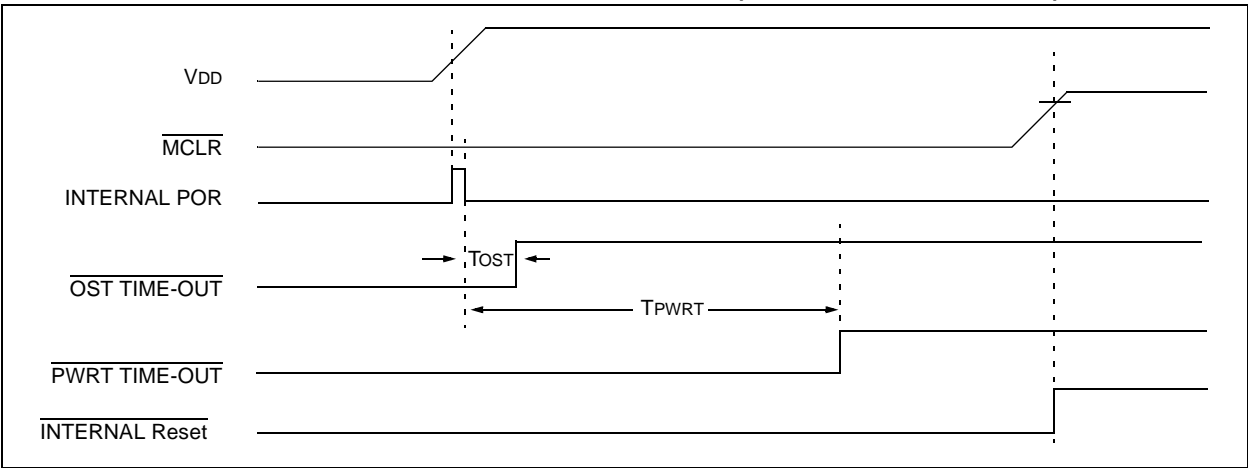 VDD
MCLR
INTERNAL POR
TOST
OST TIME-OUT
TPWRT
PWRT TIME-OUT
INTERNAL Reset